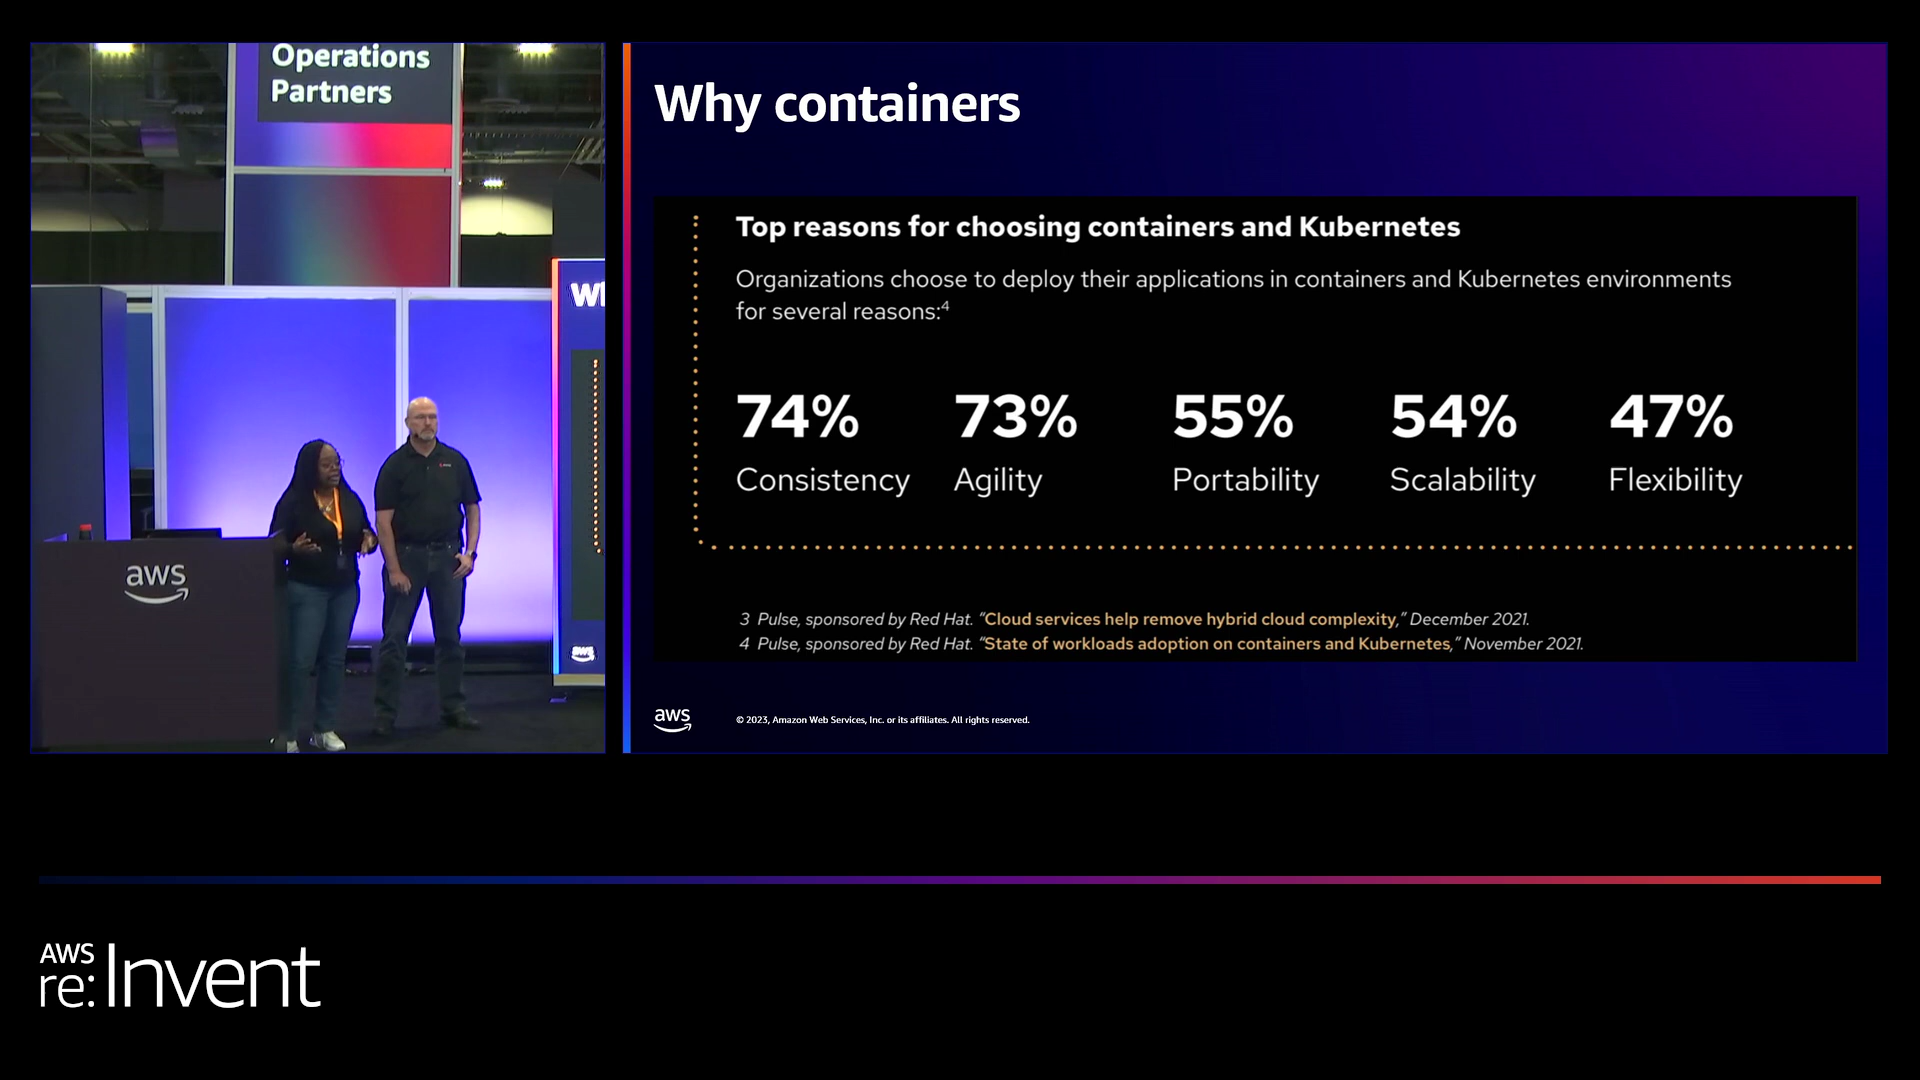 Operations
Partners
Wh
aws
aws
Why containers
Top reasons for choosing containers and Kubernetes
Organizations choose to deploy their applications in containers and Kubernetes environments
for several reasons:4
74% 73% 55% 54% 47%
Consistency Agility Portability Scalability Flexibility
3 Pulse, sponsored by Red Hat. “Cloud services help remove hybrid cloud complexity,” December 2021.
4 Pulse, sponsored by Red Hat. “State of workloads adoption on containers and Kubernetes,” November 2021.
aws © 2023, Amazon Web Services, Inc. or its affiliates. All rights reserved.
AWS
re:Invent